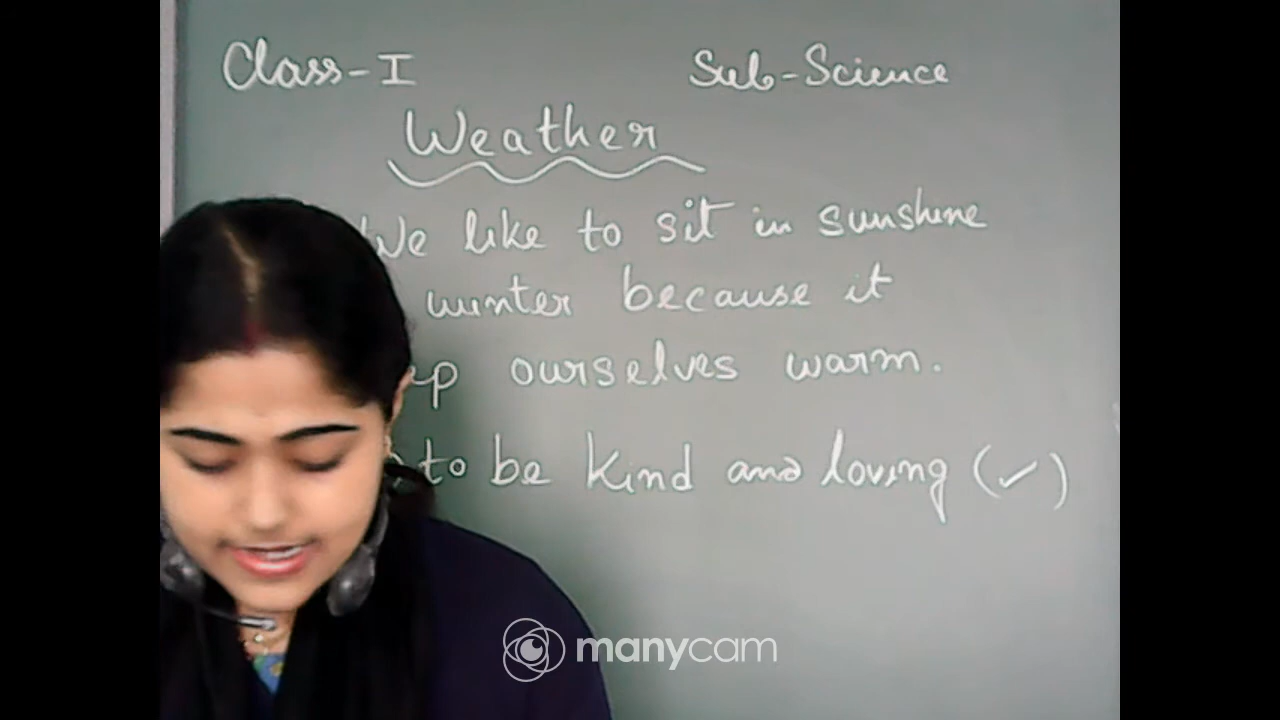 Class-I Sub-Science
Weather
We like to sit in sunshine
winter because it
ourselves warm.
to be kind and loving (✓)
manycam